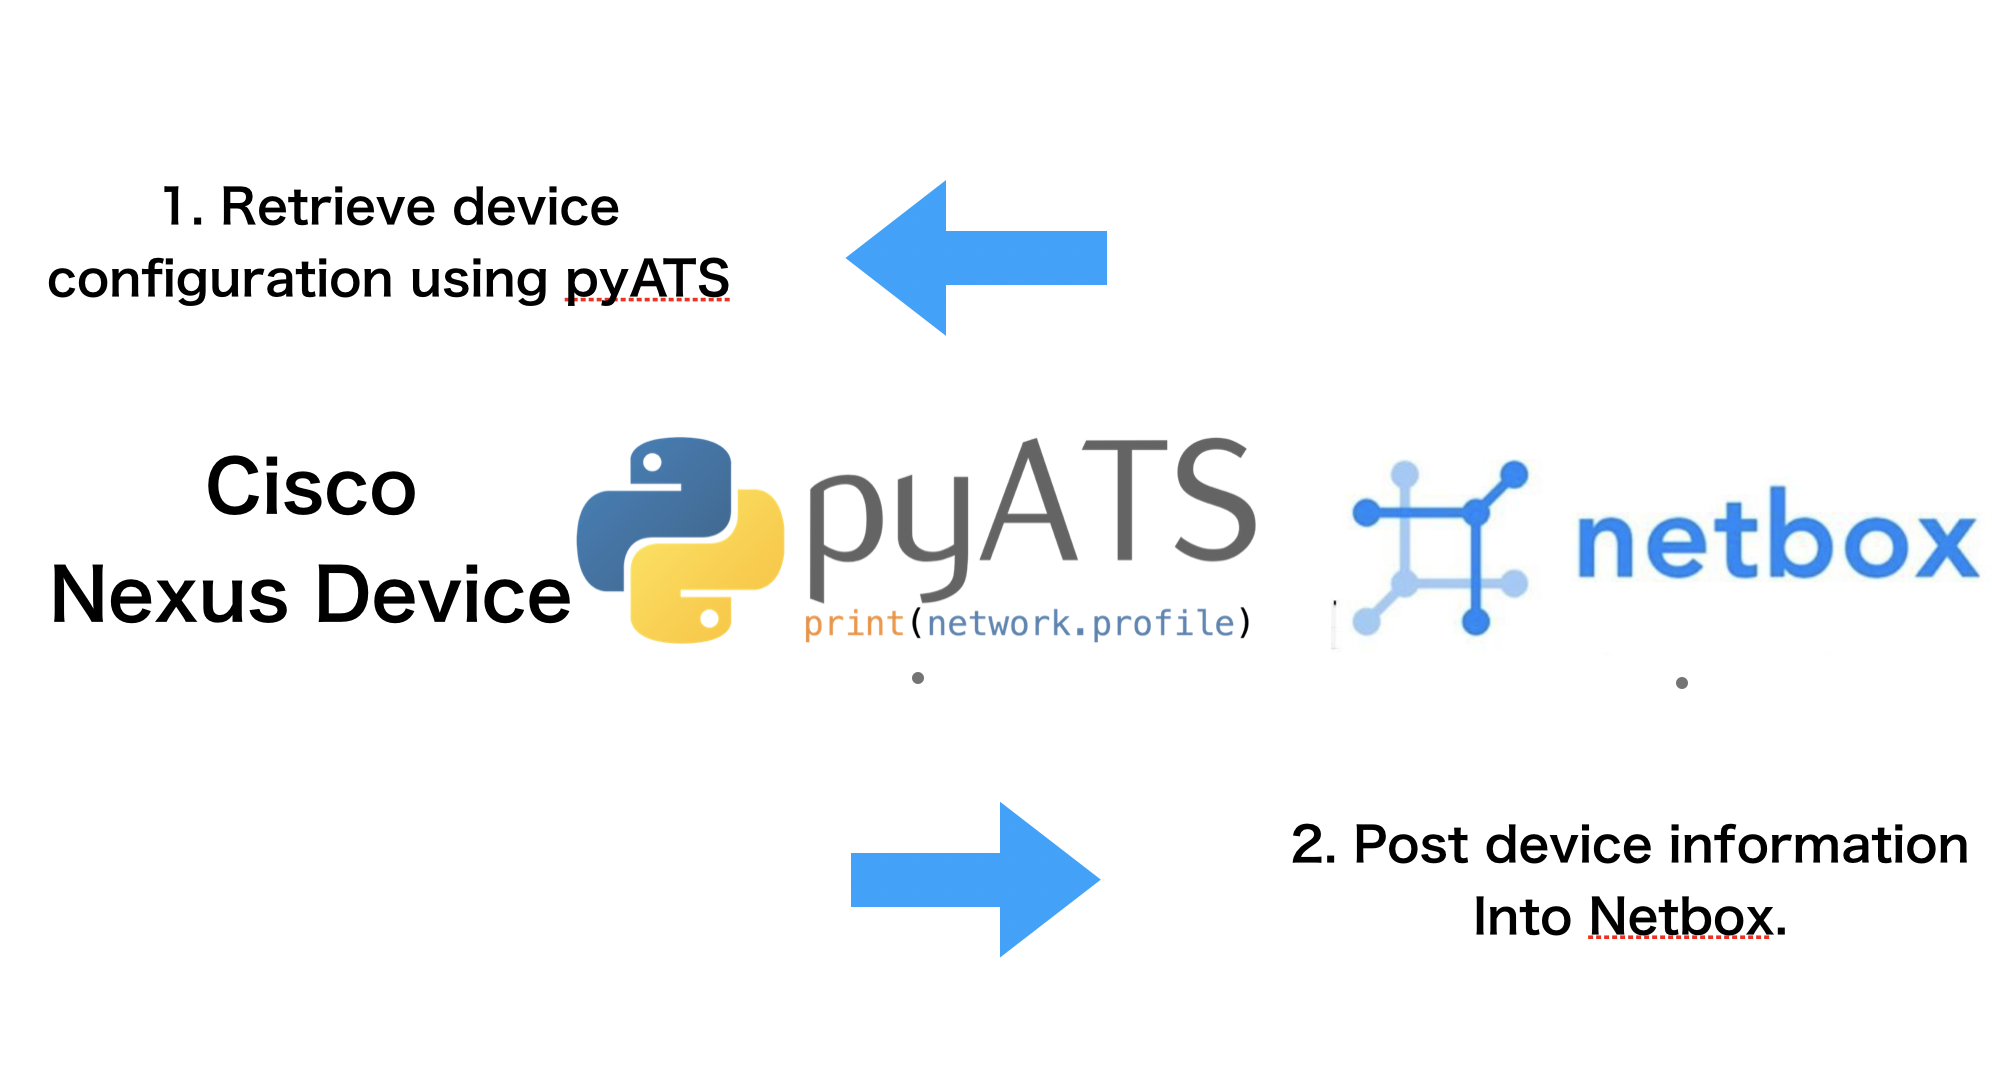 1. Retrieve device
configuration using pyATS
Cisco
Nexus Device
pyATS
print(network.profile)
netbox
2. Post device information
Into Netbox.